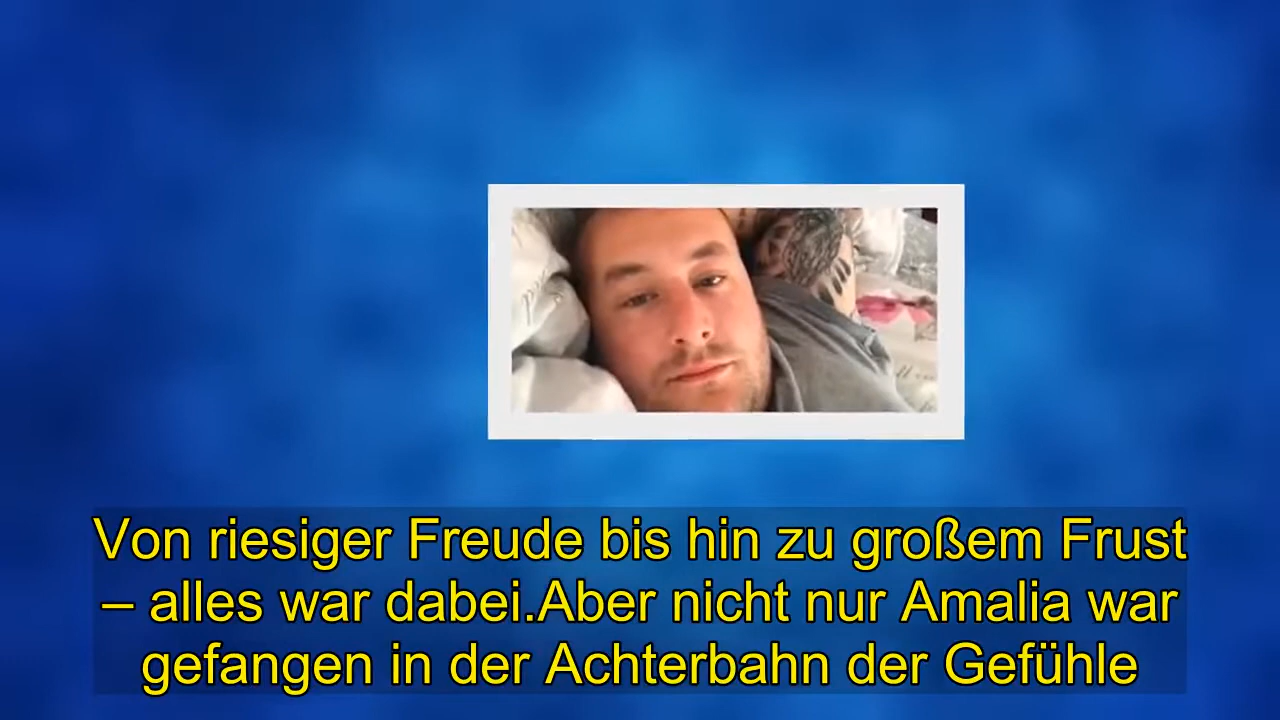 Von riesiger Freude bis hin zu großem Frust
– alles war dabei.Aber nicht nur Amalia war
gefangen in der Achterbahn der Gefühle